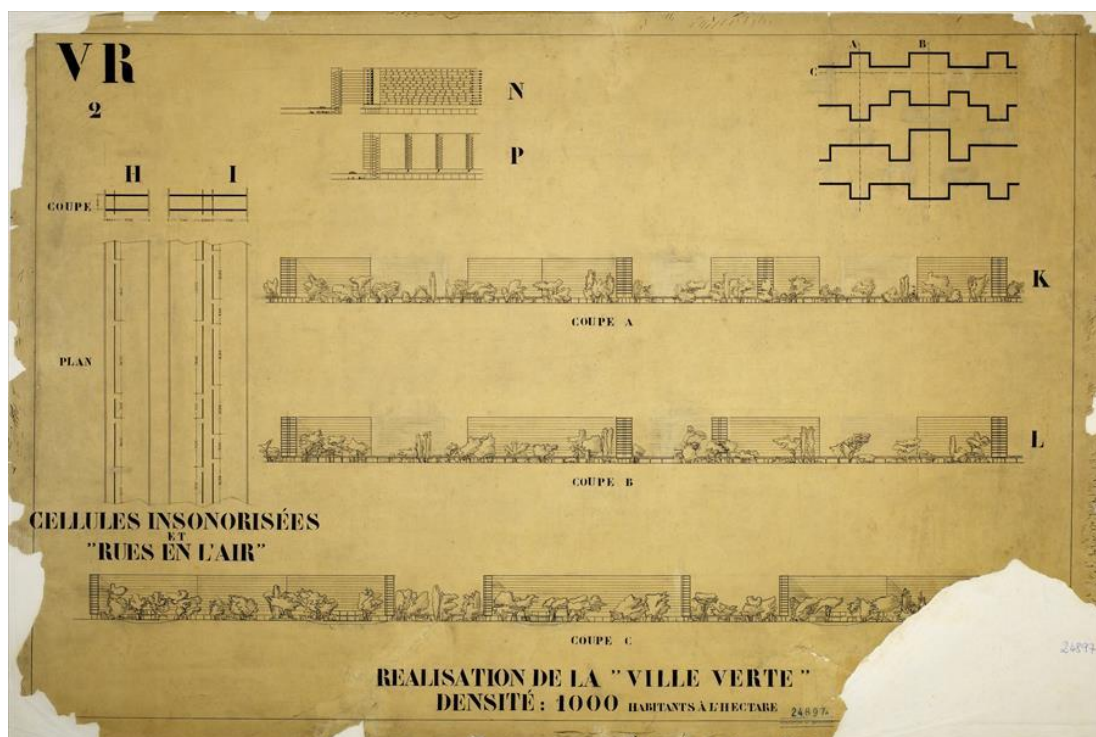 VR
2
N
P
A
B
C
H
I
COUPE
PLAN
K
COUPE A
L
COUPE B
CELLULES INSONORISÉES
ET
"RUES EN L'AIR"
COUPE C
REALISATION DE LA "VILLE VERTE"
DENSITÉ: 1000 HABITANTS À L'HECTARE
24897
24897